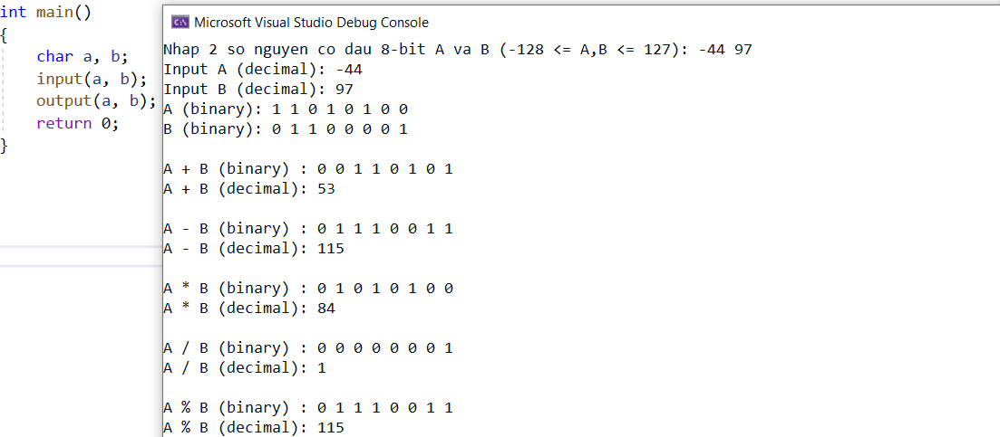 int main()
{
char a, b;
input(a, b);
output(a, b);
return 0;
}
Microsoft Visual Studio Debug Console
Nhap 2 so nguyen co dau 8-bit A va B (-128 <= A,B <= 127): -44 97
Input A (decimal): -44
Input B (decimal): 97
A (binary): 1 1 0 1 0 1 0 0
B (binary): 0 1 1 0 0 0 0 1
A + B (binary) : 0 0 1 1 0 1 0 1
A + B (decimal): 53
A - B (binary) : 0 1 1 1 0 0 1 1
A - B (decimal): 115
A * B (binary) : 0 1 0 1 0 1 0 0
A * B (decimal): 84
A / B (binary) : 0 0 0 0 0 0 0 1
A / B (decimal): 1
A % B (binary) : 0 1 1 1 0 0 1 1
A % B (decimal): 115